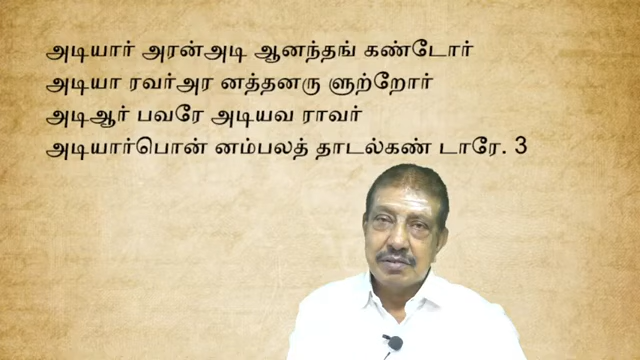 அடியார் அரன்அடி ஆனந்தங் கண்டோர்
அடியா ரவர்அர னத்தனரு ளுற்றோர்
அடிஆர் பவரே அடியவ ராவர்
அடியார்பொன் னம்பலத் தாடல்கண் டாரே. 3